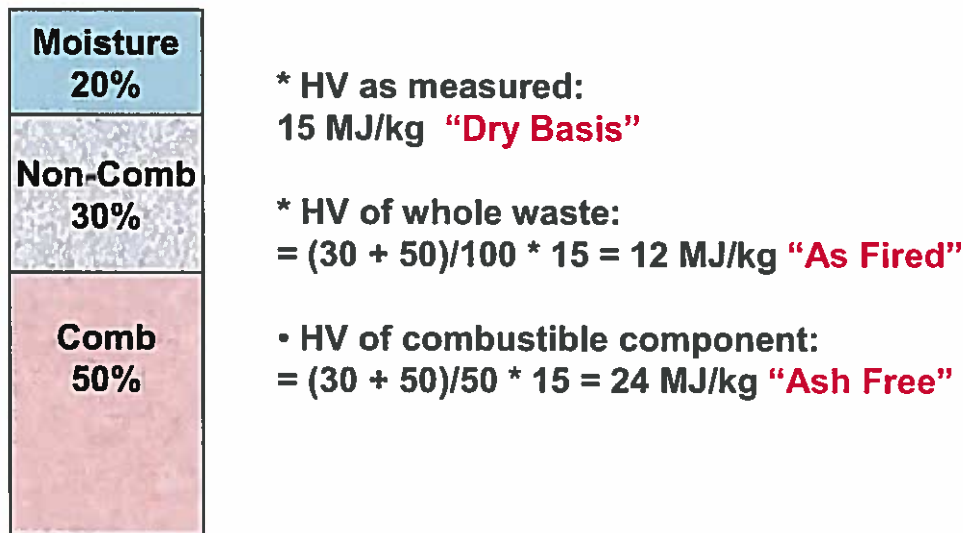 Moisture
20%
Non-Comb
30%
Comb
50%
* HV as measured:
15 MJ/kg “Dry Basis”
* HV of whole waste:
= (30 + 50)/100 * 15 = 12 MJ/kg “As Fired”
• HV of combustible component:
= (30 + 50)/50 * 15 = 24 MJ/kg “Ash Free”